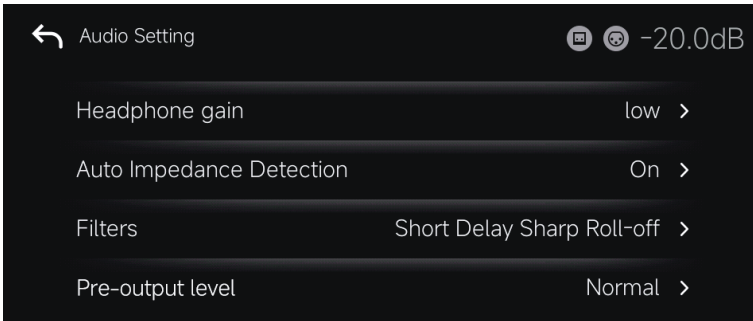 Audio Setting -20.0dB
Headphone gain low
Auto Impedance Detection On
Filters Short Delay Sharp Roll-off
Pre-output level Normal